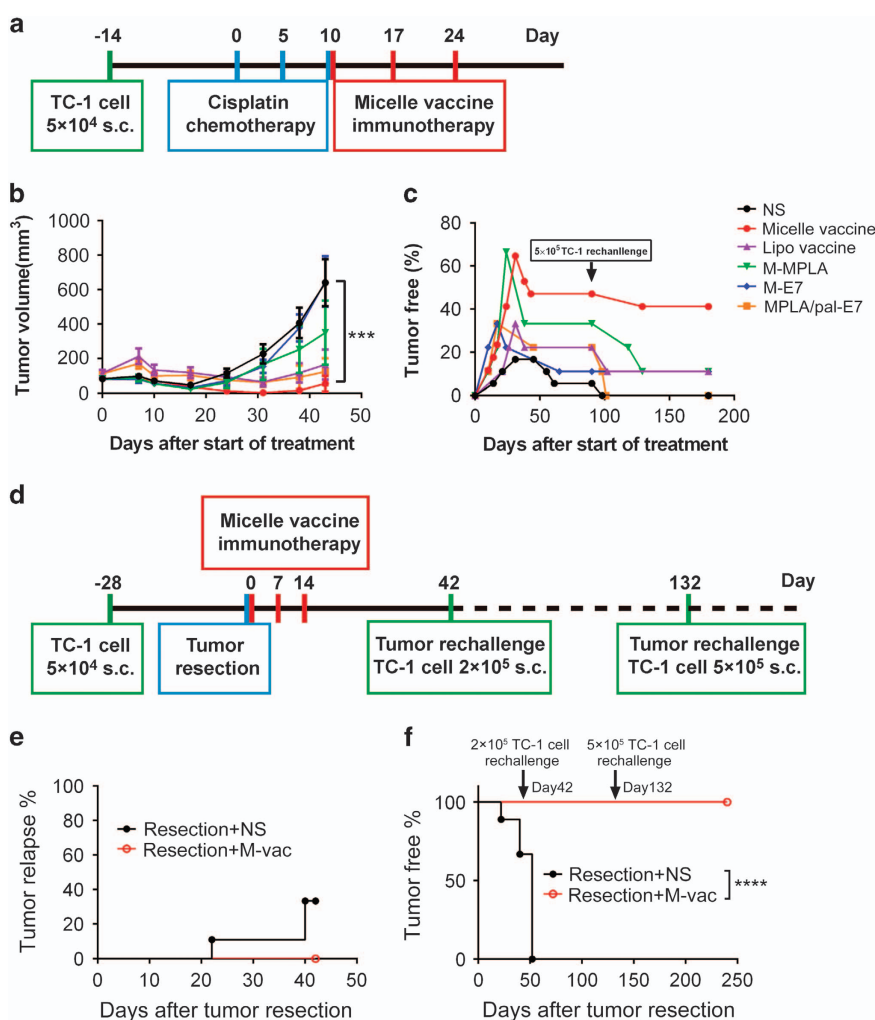 a
-14 0 5 10 17 24 Day
TC-1 cell
5×10⁴ s.c.
Cisplatin
chemotherapy
Micelle vaccine
immunotherapy
b
Tumor volume(mm³)
1000
800
600
400
200
0
***
0 10 20 30 40 50
Days after start of treatment
c
Tumor free (%)
80
60
40
20
0
5×10⁵ TC-1 rechanllenge
0 50 100 150 200
Days after start of treatment
NS
Micelle vaccine
Lipo vaccine
M-MPLA
M-E7
MPLA/pal-E7
d
Micelle vaccine
immunotherapy
-28 0 7 14 42 132 Day
TC-1 cell
5×10⁴ s.c.
Tumor
resection
Tumor rechallenge
TC-1 cell 2×10⁵ s.c.
Tumor rechallenge
TC-1 cell 5×10⁵ s.c.
e
Tumor relapse %
100
80
60
40
20
0
Resection+NS
Resection+M-vac
0 10 20 30 40 50
Days after tumor resection
f
2×10⁵ TC-1 cell
rechallenge
5×10⁵ TC-1 cell
rechallenge
Day42
Day132
Tumor free %
100
50
0
Resection+NS
Resection+M-vac
****
0 50 100 150 200 250
Days after tumor resection